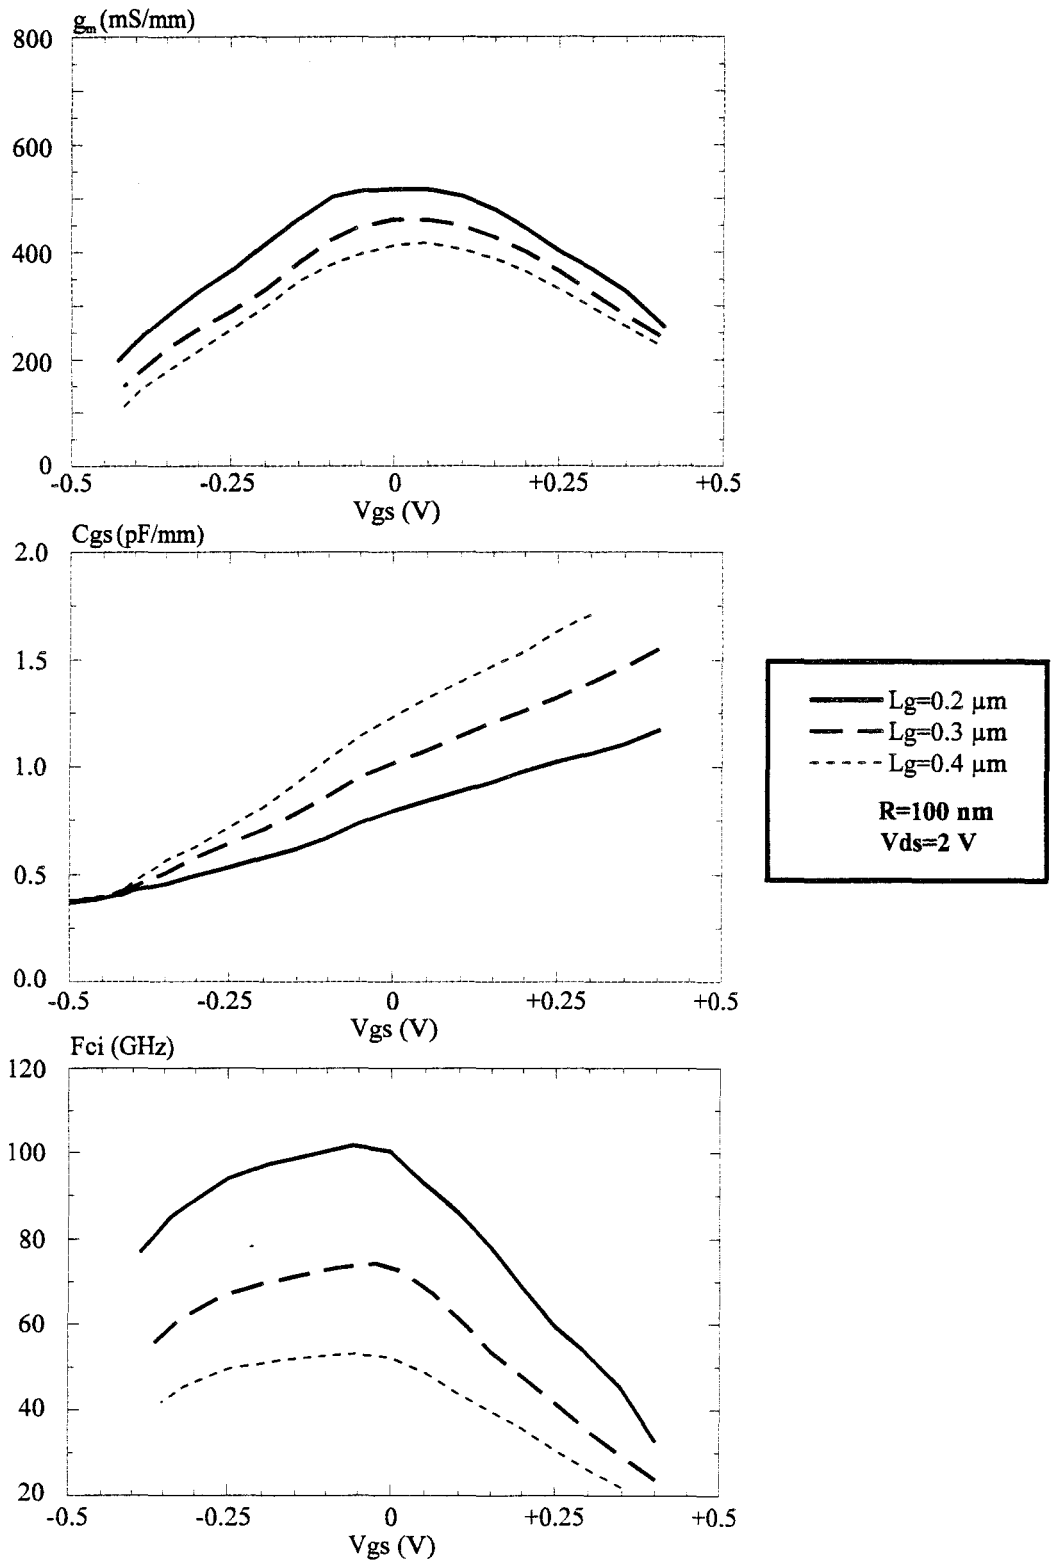 gm (mS/mm)
800
600
400
200
0
-0.5 -0.25 0 +0.25 +0.5
Vgs (V)
Cgs (pF/mm)
2.0
1.5
1.0
0.5
0.0
-0.5 -0.25 0 +0.25 +0.5
Vgs (V)
Lg=0.2 µm
Lg=0.3 µm
Lg=0.4 µm
R=100 nm
Vds=2 V
Fci (GHz)
120
100
80
60
40
20
-0.5 -0.25 0 +0.25 +0.5
Vgs (V)